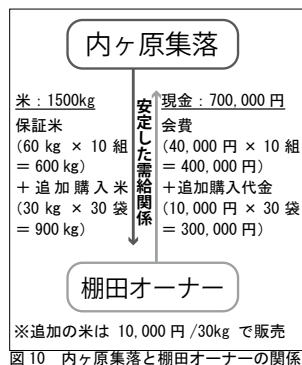 内ヶ原集落
米：1500kg
保証米
(60 kg × 10 組
= 600 kg)
＋追加購入米
(30 kg × 30 袋
= 900 kg)
安定した需給関係
現金：700,000 円
会費
(40,000 円 × 10 組
= 400,000 円)
＋追加購入代金
(10,000 円 × 30 袋
= 300,000 円)
棚田オーナー
※追加の米は 10,000 円 /30kg で販売
図 10　内ヶ原集落と棚田オーナーの関係